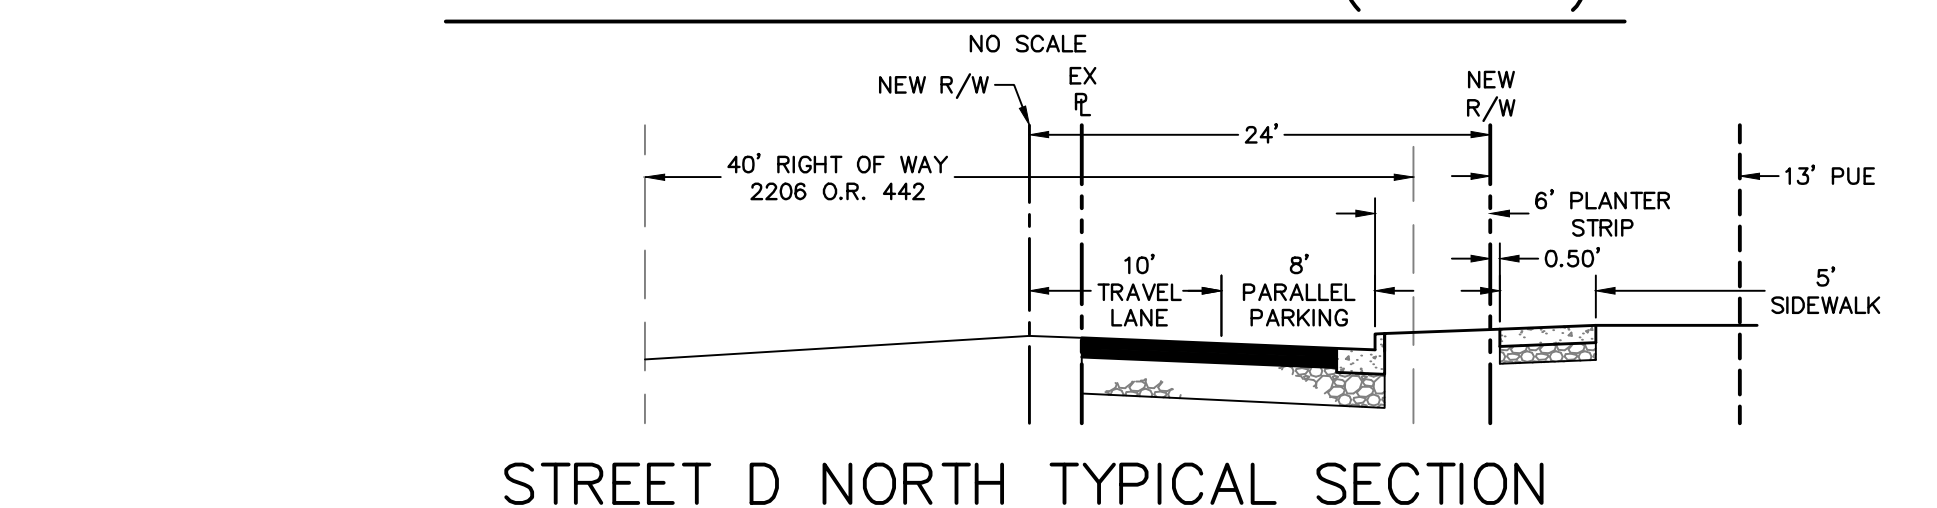 NO SCALE
NEW R/W
EX
PL
NEW
R/W
24'
40' RIGHT OF WAY
2206 O.R. 442
13' PUE
6' PLANTER
STRIP
0.50'
10'
TRAVEL
LANE
8'
PARALLEL
PARKING
5'
SIDEWALK
STREET D NORTH TYPICAL SECTION